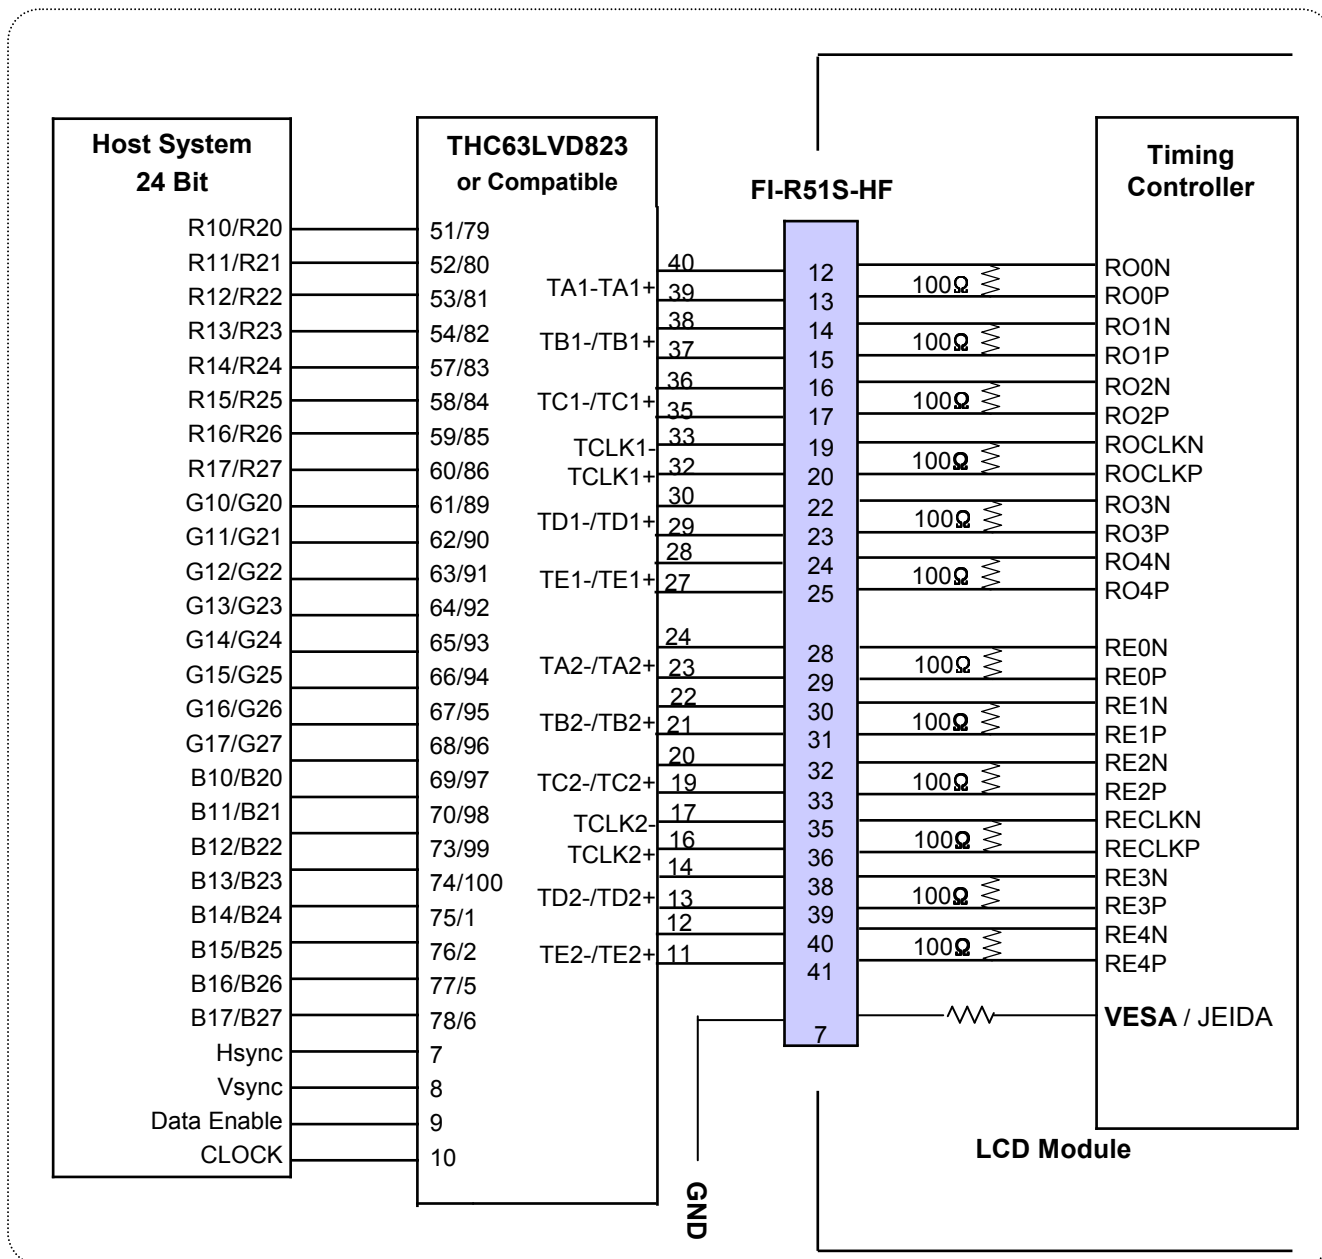 Host System
24 Bit
R10/R20
R11/R21
R12/R22
R13/R23
R14/R24
R15/R25
R16/R26
R17/R27
G10/G20
G11/G21
G12/G22
G13/G23
G14/G24
G15/G25
G16/G26
G17/G27
B10/B20
B11/B21
B12/B22
B13/B23
B14/B24
B15/B25
B16/B26
B17/B27
Hsync
Vsync
Data Enable
CLOCK
THC63LVD823
or Compatible
51/79
52/80
53/81
54/82
57/83
58/84
59/85
60/86
61/89
62/90
63/91
64/92
65/93
66/94
67/95
68/96
69/97
70/98
73/99
74/100
75/1
76/2
77/5
78/6
7
8
9
10
TA1-TA1+
TB1-/TB1+
TC1-/TC1+
TCLK1-
TCLK1+
TD1-/TD1+
TE1-/TE1+
TA2-/TA2+
TB2-/TB2+
TC2-/TC2+
TCLK2-
TCLK2+
TD2-/TD2+
TE2-/TE2+
40
39
38
37
36
35
33
32
30
29
28
27
24
23
22
21
20
19
17
16
14
13
12
11
GND
FI-R51S-HF
12
13
14
15
16
17
19
20
22
23
24
25
28
29
30
31
32
33
35
36
38
39
40
41
7
100Ω
100Ω
100Ω
100Ω
100Ω
100Ω
100Ω
100Ω
100Ω
100Ω
100Ω
100Ω
Timing
Controller
RO0N
RO0P
RO1N
RO1P
RO2N
RO2P
ROCLKN
ROCLKP
RO3N
RO3P
RO4N
RO4P
RE0N
RE0P
RE1N
RE1P
RE2N
RE2P
RECLKN
RECLKP
RE3N
RE3P
RE4N
RE4P
VESA / JEIDA
LCD Module